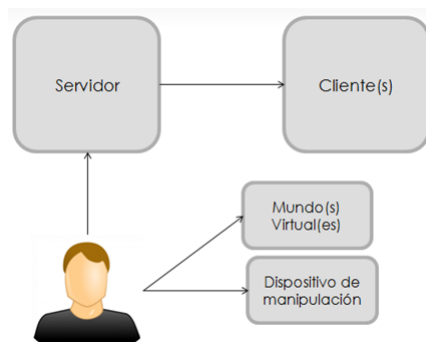 Servidor
Cliente(s)
Mundo(s)
Virtual(es)
Dispositivo de
manipulación